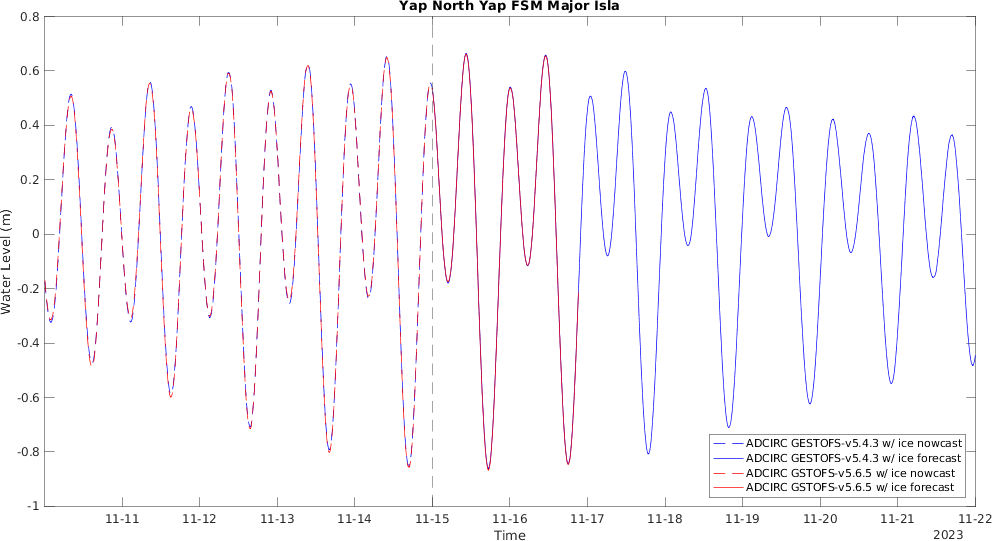 Yap North Yap FSM Major Isla
0.8
0.6
0.4
0.2
0
-0.2
-0.4
-0.6
-0.8
-1
Water Level (m)
ADCIRC GESTOFS-v5.4.3 w/ ice nowcast
ADCIRC GESTOFS-v5.4.3 w/ ice forecast
ADCIRC GSTOFS-v5.6.5 w/ ice nowcast
ADCIRC GSTOFS-v5.6.5 w/ ice forecast
11-11 11-12 11-13 11-14 11-15 11-16 11-17 11-18 11-19 11-20 11-21 11-22
Time 2023